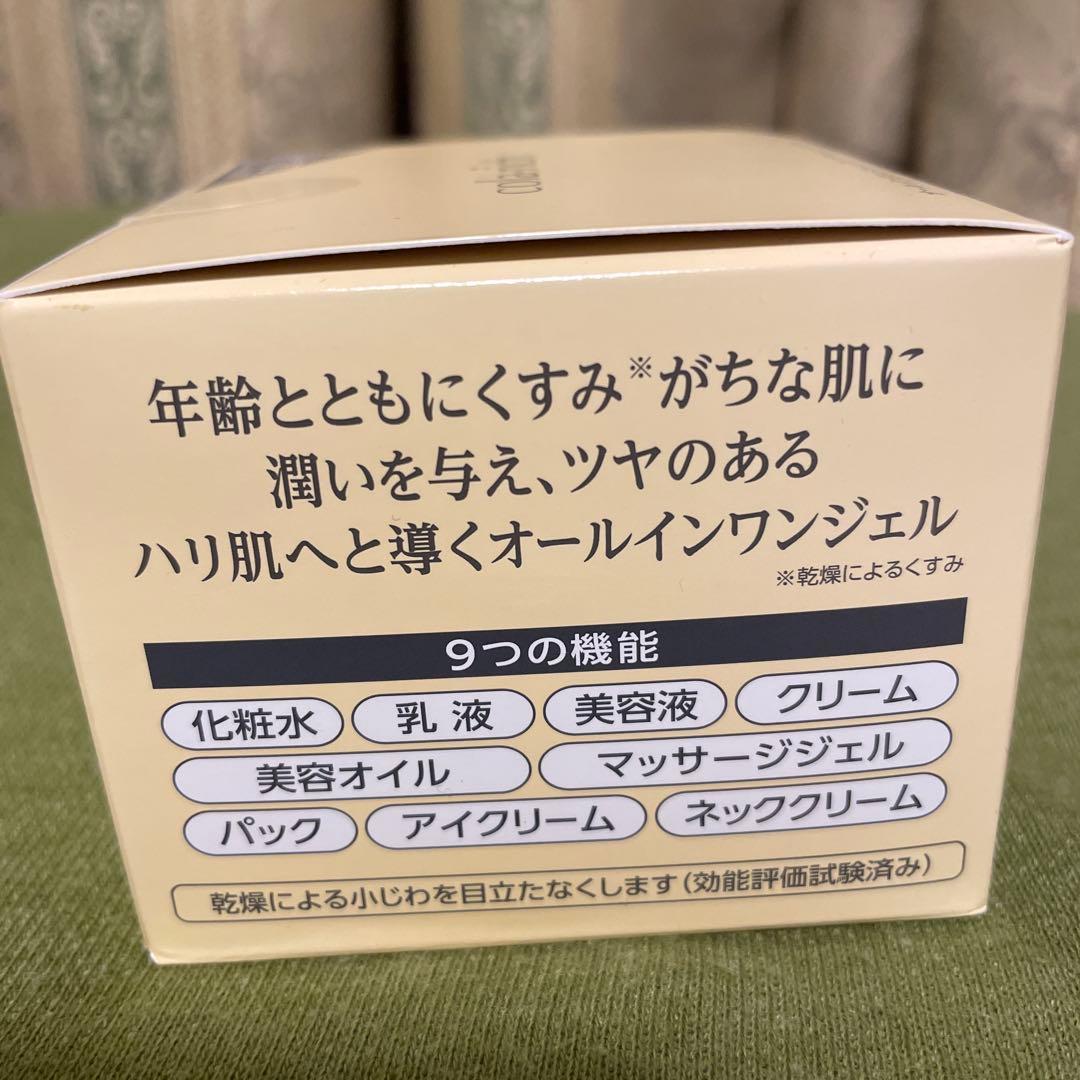 年齢とともにくすみ※がちな肌に
潤いを与え、ツヤのある
ハリ肌へと導くオールインワンジェル
※乾燥によるくすみ
9つの機能
化粧水 乳液 美容液 クリーム
美容オイル マッサージジェル
パック アイクリーム ネッククリーム
乾燥による小じわを目立たなくします(効能評価試験済み)